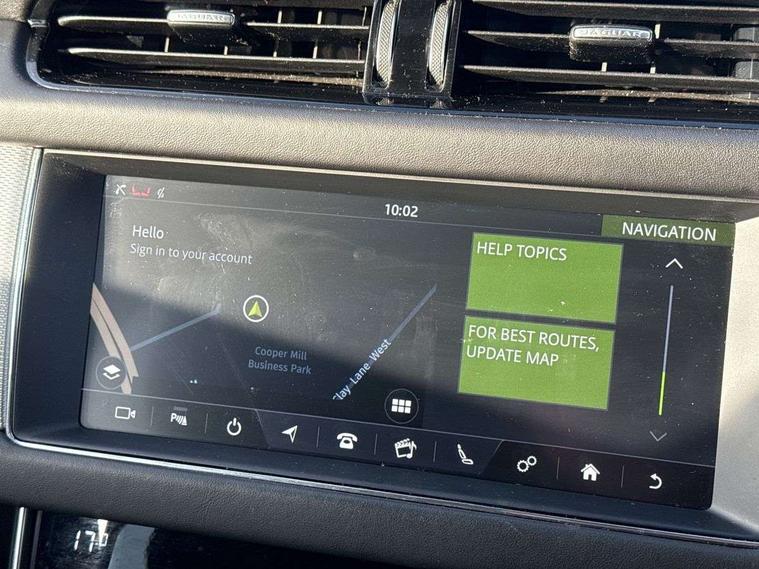 JAGUAR
JAGUAR
10:02
NAVIGATION
Hello
Sign in to your account
HELP TOPICS
FOR BEST ROUTES,
UPDATE MAP
Cooper Mill
Business Park
Clay Lane West
P
17.0